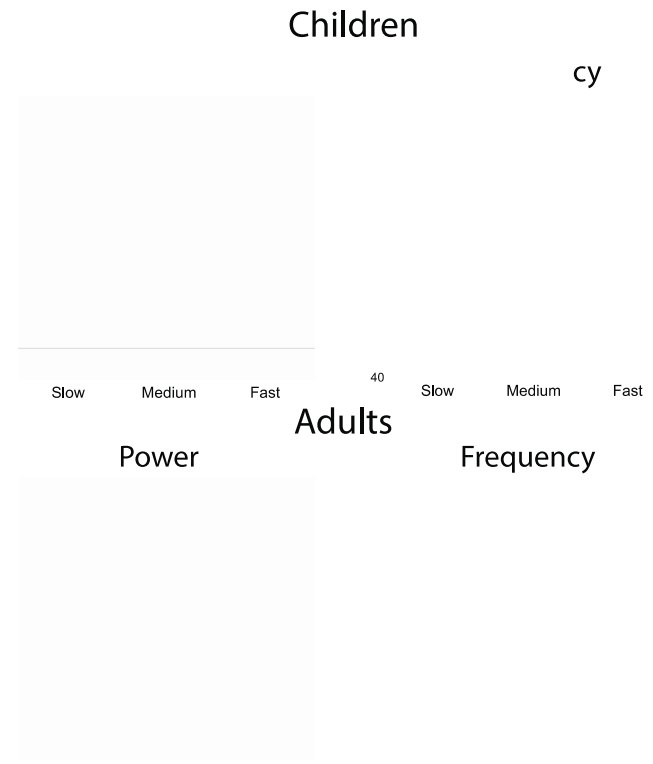 Children
cy
40
Slow Medium Fast Slow Medium Fast
Adults
Power Frequency